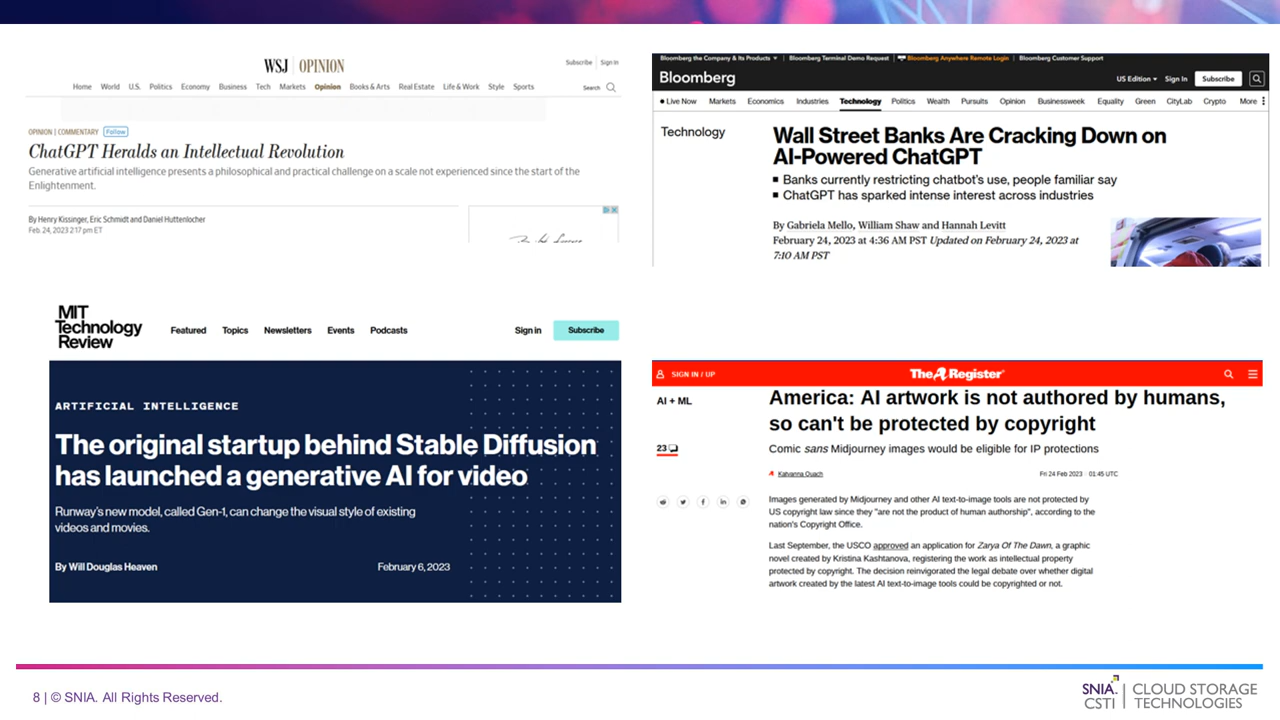 WSJ OPINION
Subscribe Sign In
Home World U.S. Politics Economy Business Tech Markets Opinion Books & Arts Real Estate Life & Work Style Sports
Search
OPINION | COMMENTARY Follow
ChatGPT Heralds an Intellectual Revolution
Generative artificial intelligence presents a philosophical and practical challenge on a scale not experienced since the start of the
Enlightenment.
By Henry Kissinger, Eric Schmidt and Daniel Huttenlocher
Feb. 24, 2023 2:17 pm ET
Bloomberg the Company & Its Products Bloomberg Terminal Demo Request Bloomberg Anywhere Remote Login Bloomberg Customer Support
Bloomberg
US Edition Sign In Subscribe
Live Now Markets Economics Industries Technology Politics Wealth Pursuits Opinion Businessweek Equality Green CityLab Crypto More
Technology
Wall Street Banks Are Cracking Down on
AI-Powered ChatGPT
Banks currently restricting chatbot's use, people familiar say
ChatGPT has sparked intense interest across industries
By Gabriela Mello, William Shaw and Hannah Levitt
February 24, 2023 at 4:36 AM PST Updated on February 24, 2023 at
7:10 AM PST
MIT
Technology
Review
Featured Topics Newsletters Events Podcasts
Sign in Subscribe
ARTIFICIAL INTELLIGENCE
The original startup behind Stable Diffusion
has launched a generative AI for video
Runway's new model, called Gen-1, can change the visual style of existing
videos and movies.
By Will Douglas Heaven February 6, 2023
SIGN IN / UP
The Register
AI + ML
America: AI artwork is not authored by humans,
so can't be protected by copyright
23
Comic sans Midjourney images would be eligible for IP protections
Katyanna Quach
Fri 24 Feb 2023 01:45 UTC
Images generated by Midjourney and other AI text-to-image tools are not protected by
US copyright law since they "are not the product of human authorship", according to the
nation's Copyright Office.
Last September, the USCO approved an application for Zarya Of The Dawn, a graphic
novel created by Kristina Kashtanova, registering the work as intellectual property
protected by copyright. The decision reinvigorated the legal debate over whether digital
artwork created by the latest AI text-to-image tools could be copyrighted or not.
8 | © SNIA. All Rights Reserved.
SNIA.
CSTI
CLOUD STORAGE
TECHNOLOGIES